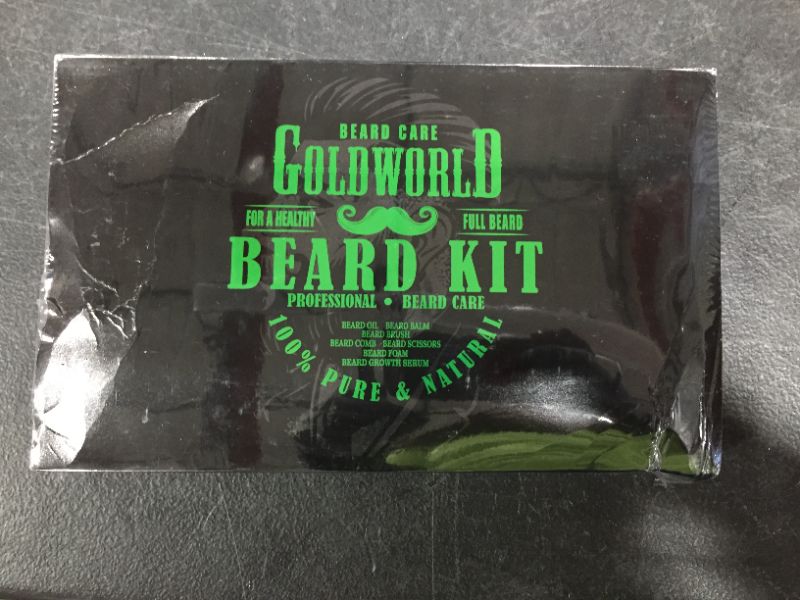 BEARD CARE
GOLDWORLD
FOR A HEALTHY FULL BEARD
BEARD KIT
PROFESSIONAL • BEARD CARE
BEARD OIL BEARD BALM
BEARD BRUSH
BEARD COMB BEARD SCISSORS
BEARD FOAM
BEARD GROWTH SERUM
100% PURE & NATURAL